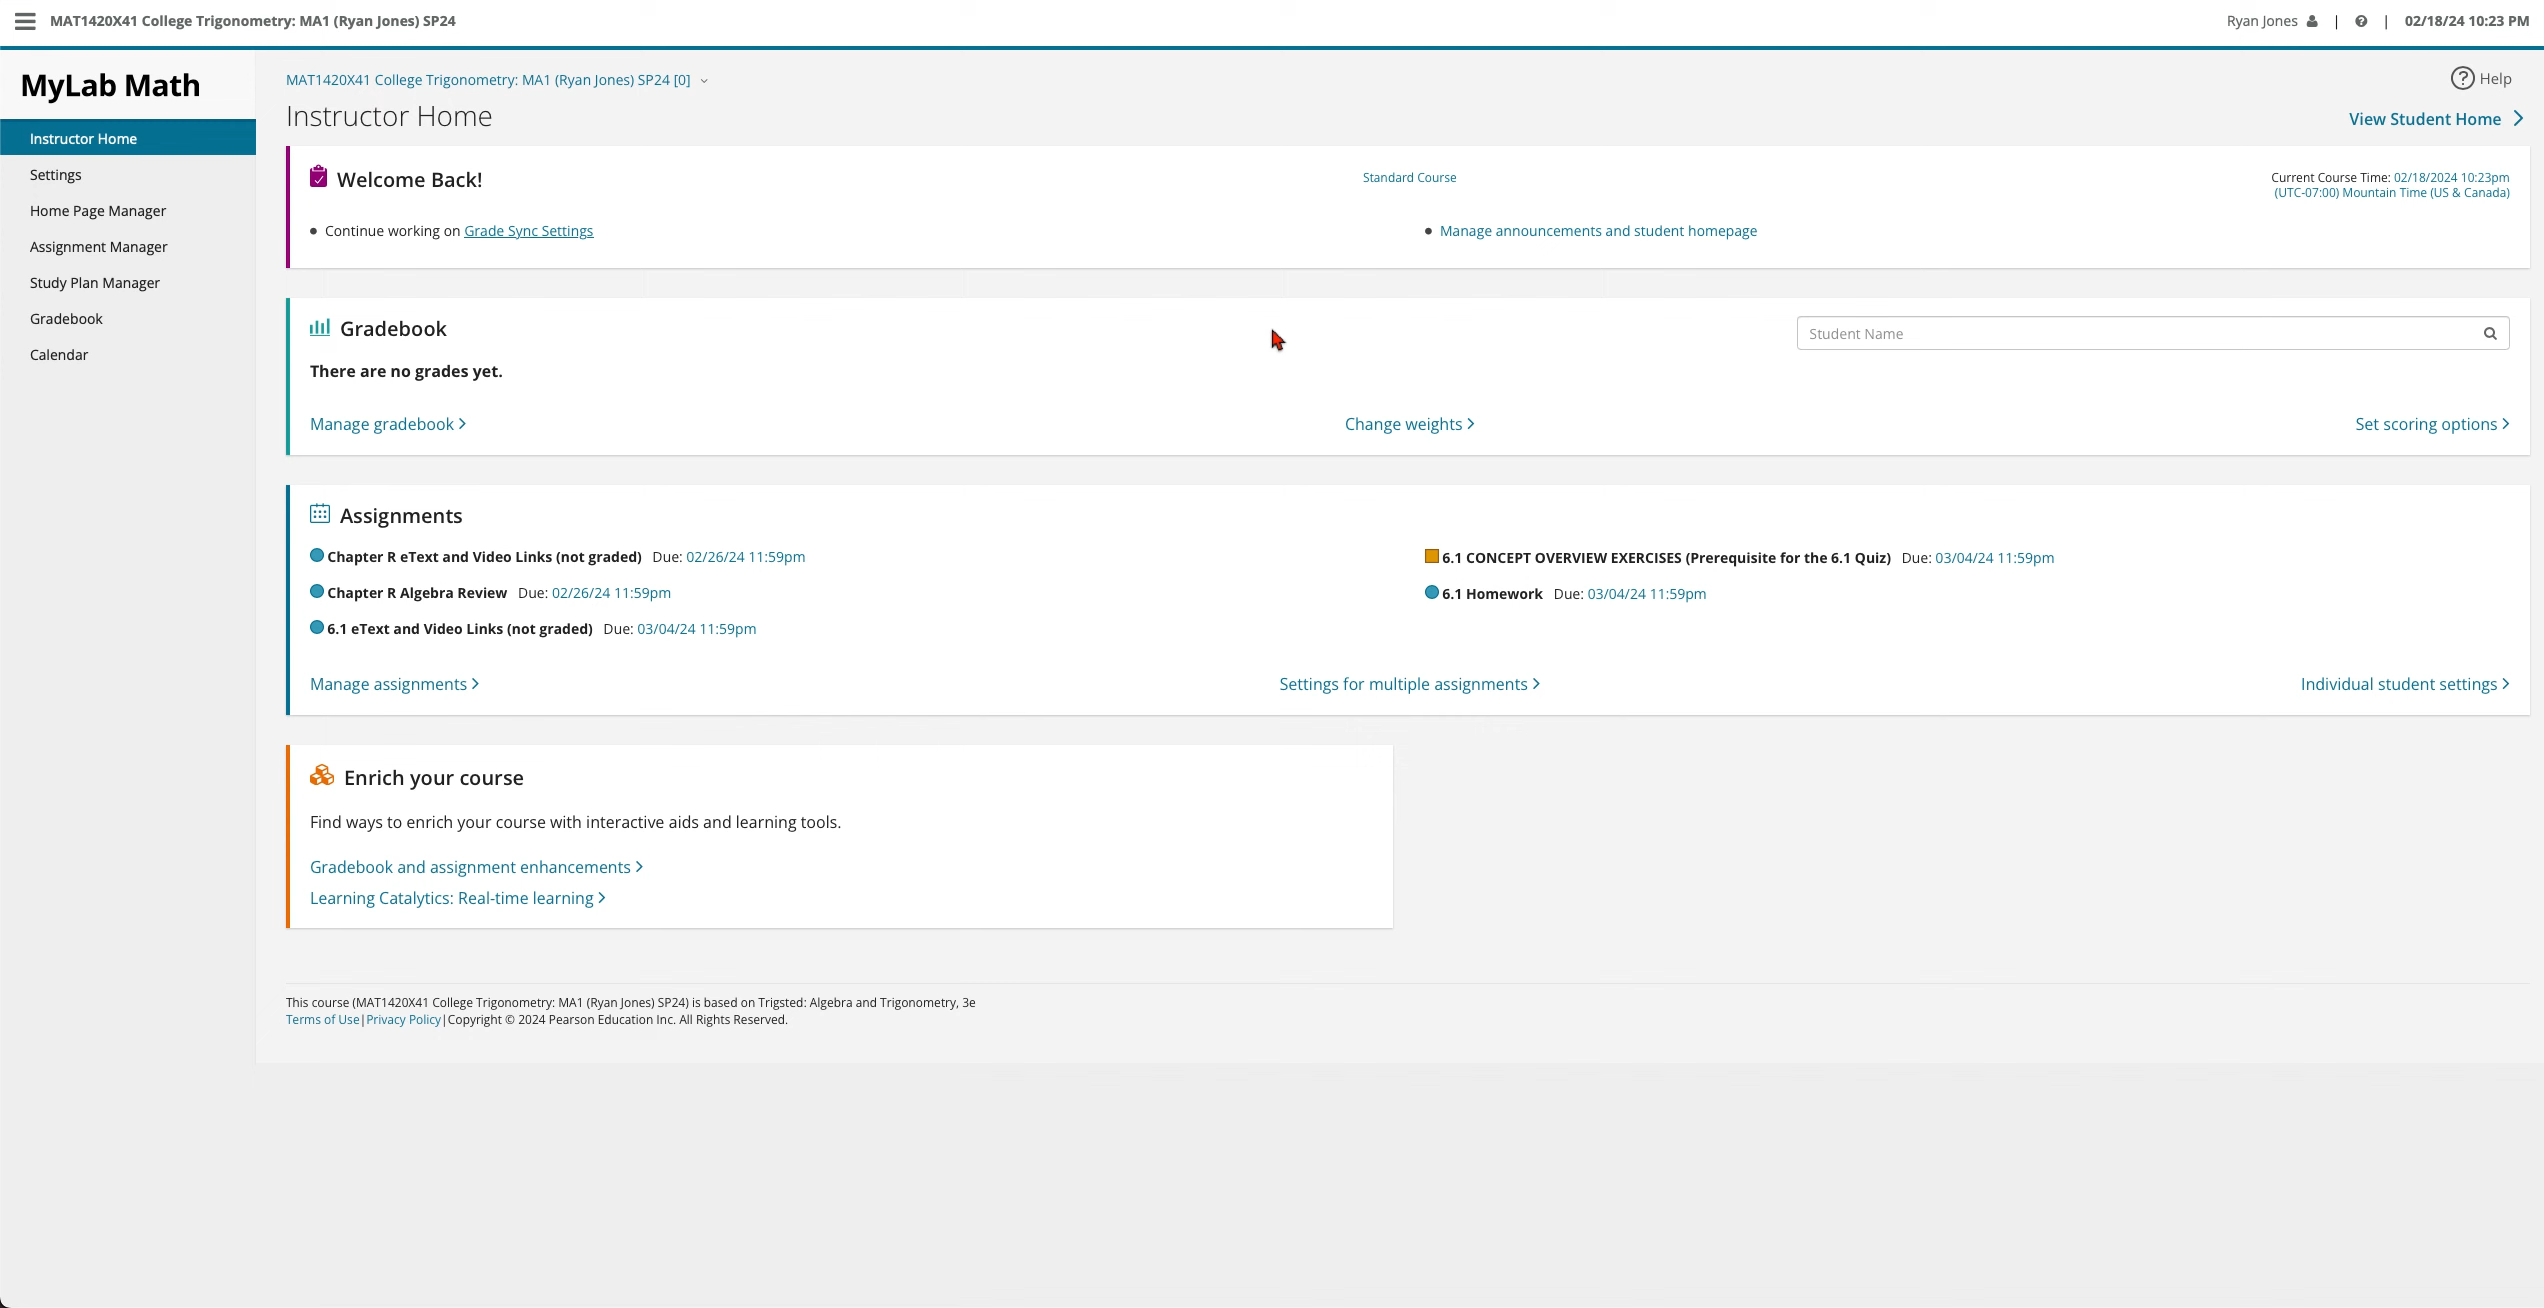 MAT1420X41 College Trigonometry: MA1 (Ryan Jones) SP24
Ryan Jones | | 02/18/24 10:23 PM
MyLab Math
Instructor Home
Settings
Home Page Manager
Assignment Manager
Study Plan Manager
Gradebook
Calendar
MAT1420X41 College Trigonometry: MA1 (Ryan Jones) SP24 [0]
Help
Instructor Home
View Student Home
Welcome Back!
Standard Course
Current Course Time: 02/18/2024 10:23pm
(UTC-07:00) Mountain Time (US & Canada)
• Continue working on Grade Sync Settings
• Manage announcements and student homepage
Gradebook
Student Name
There are no grades yet.
Manage gradebook
Change weights
Set scoring options
Assignments
Chapter R eText and Video Links (not graded) Due: 02/26/24 11:59pm
Chapter R Algebra Review Due: 02/26/24 11:59pm
6.1 eText and Video Links (not graded) Due: 03/04/24 11:59pm
6.1 CONCEPT OVERVIEW EXERCISES (Prerequisite for the 6.1 Quiz) Due: 03/04/24 11:59pm
6.1 Homework Due: 03/04/24 11:59pm
Manage assignments
Settings for multiple assignments
Individual student settings
Enrich your course
Find ways to enrich your course with interactive aids and learning tools.
Gradebook and assignment enhancements
Learning Catalytics: Real-time learning
This course (MAT1420X41 College Trigonometry: MA1 (Ryan Jones) SP24) is based on Trigsted: Algebra and Trigonometry, 3e
Terms of Use|Privacy Policy|Copyright © 2024 Pearson Education Inc. All Rights Reserved.